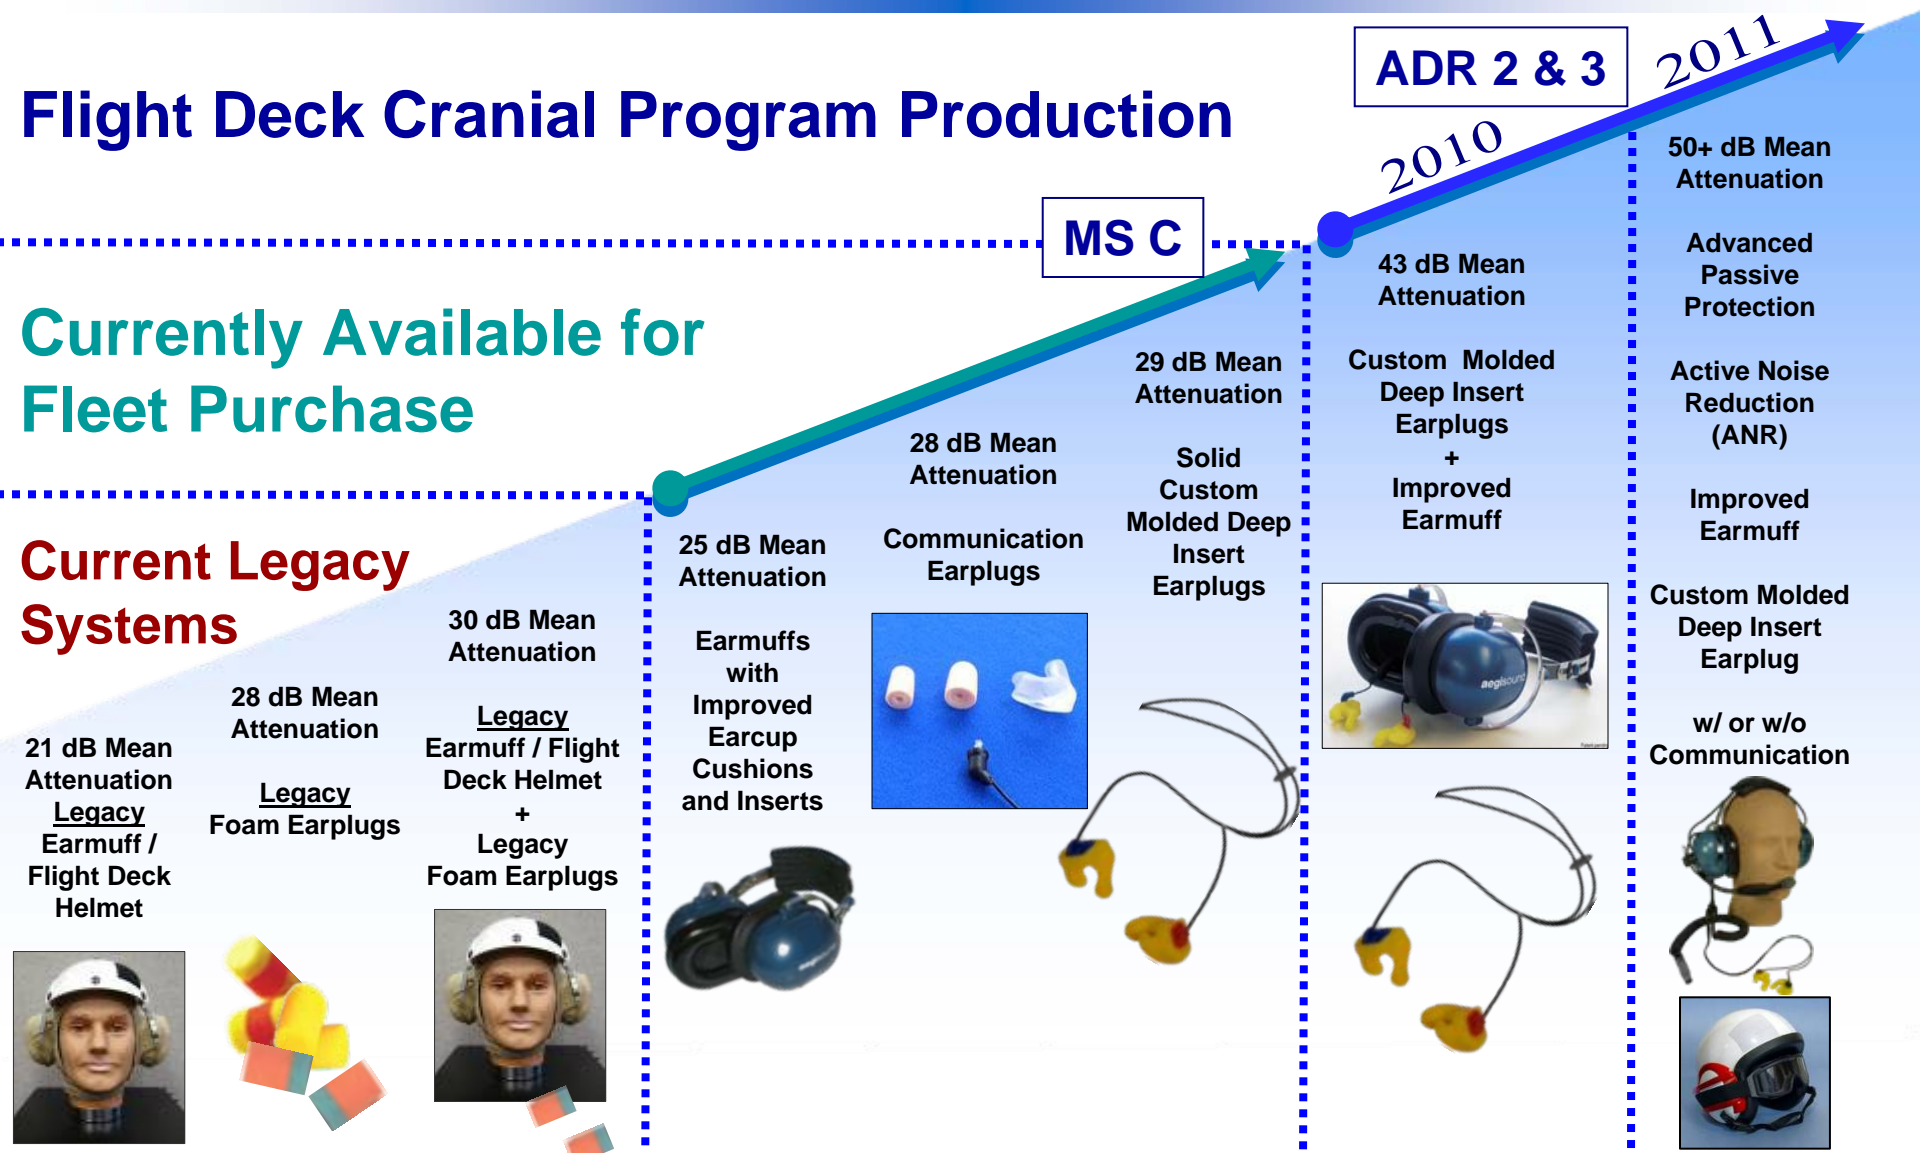 Flight Deck Cranial Program Production
ADR 2 & 3
2010
2011
MS C
Currently Available for
Fleet Purchase
Current Legacy
Systems
21 dB Mean
Attenuation
Legacy
Earmuff /
Flight Deck
Helmet
28 dB Mean
Attenuation
Legacy
Foam Earplugs
30 dB Mean
Attenuation
Legacy
Earmuff / Flight
Deck Helmet
+
Legacy
Foam Earplugs
25 dB Mean
Attenuation
Earmuffs
with
Improved
Earcup
Cushions
and Inserts
aegisound
28 dB Mean
Attenuation
Communication
Earplugs
29 dB Mean
Attenuation
Solid
Custom
Molded Deep
Insert
Earplugs
43 dB Mean
Attenuation
Custom Molded
Deep Insert
Earplugs
+
Improved
Earmuff
aegisound
50+ dB Mean
Attenuation
Advanced
Passive
Protection
Active Noise
Reduction
(ANR)
Improved
Earmuff
Custom Molded
Deep Insert
Earplug
w/ or w/o
Communication